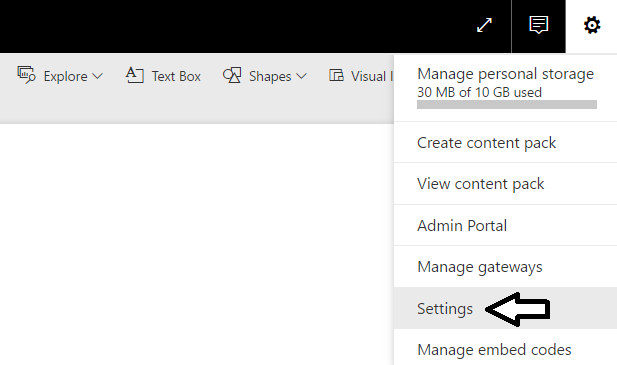 Explore
Text Box
Shapes
Visual
Manage personal storage
30 MB of 10 GB used
Create content pack
View content pack
Admin Portal
Manage gateways
Settings
Manage embed codes